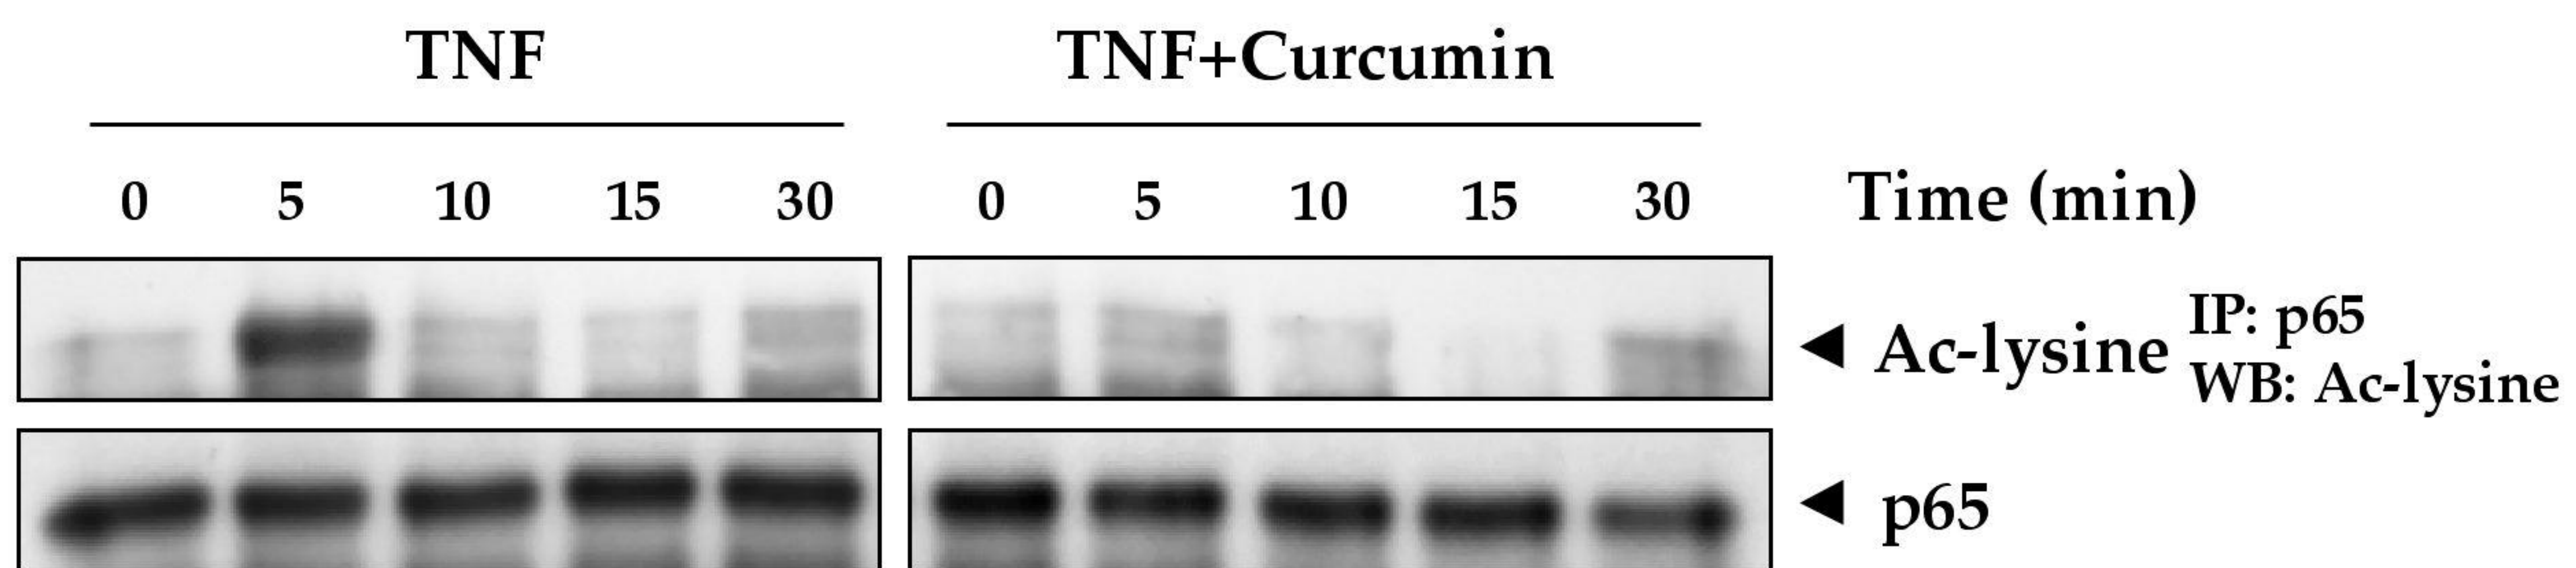 TNF TNF+Curcumin
0 5 10 15 30 0 5 10 15 30 Time (min)
Ac-lysine IP: p65
WB: Ac-lysine
p65